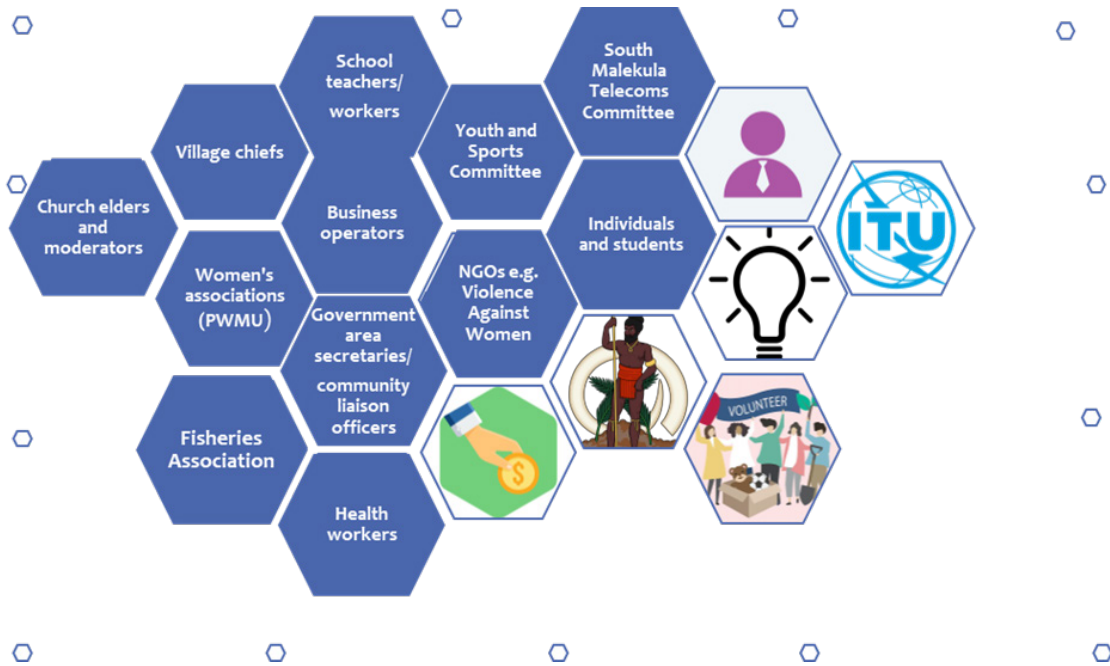 School
teachers/
workers
South
Malekula
Telecoms
Committee
Village chiefs
Youth and
Sports
Committee
Church elders
and
moderators
Business
operators
Individuals
and students
ITU
Women's
associations
(PWMU)
NGOs e.g.
Violence
Against
Women
Government
area
secretaries/
community
liaison
officers
VOLUNTEER
Fisheries
Association
$
Health
workers